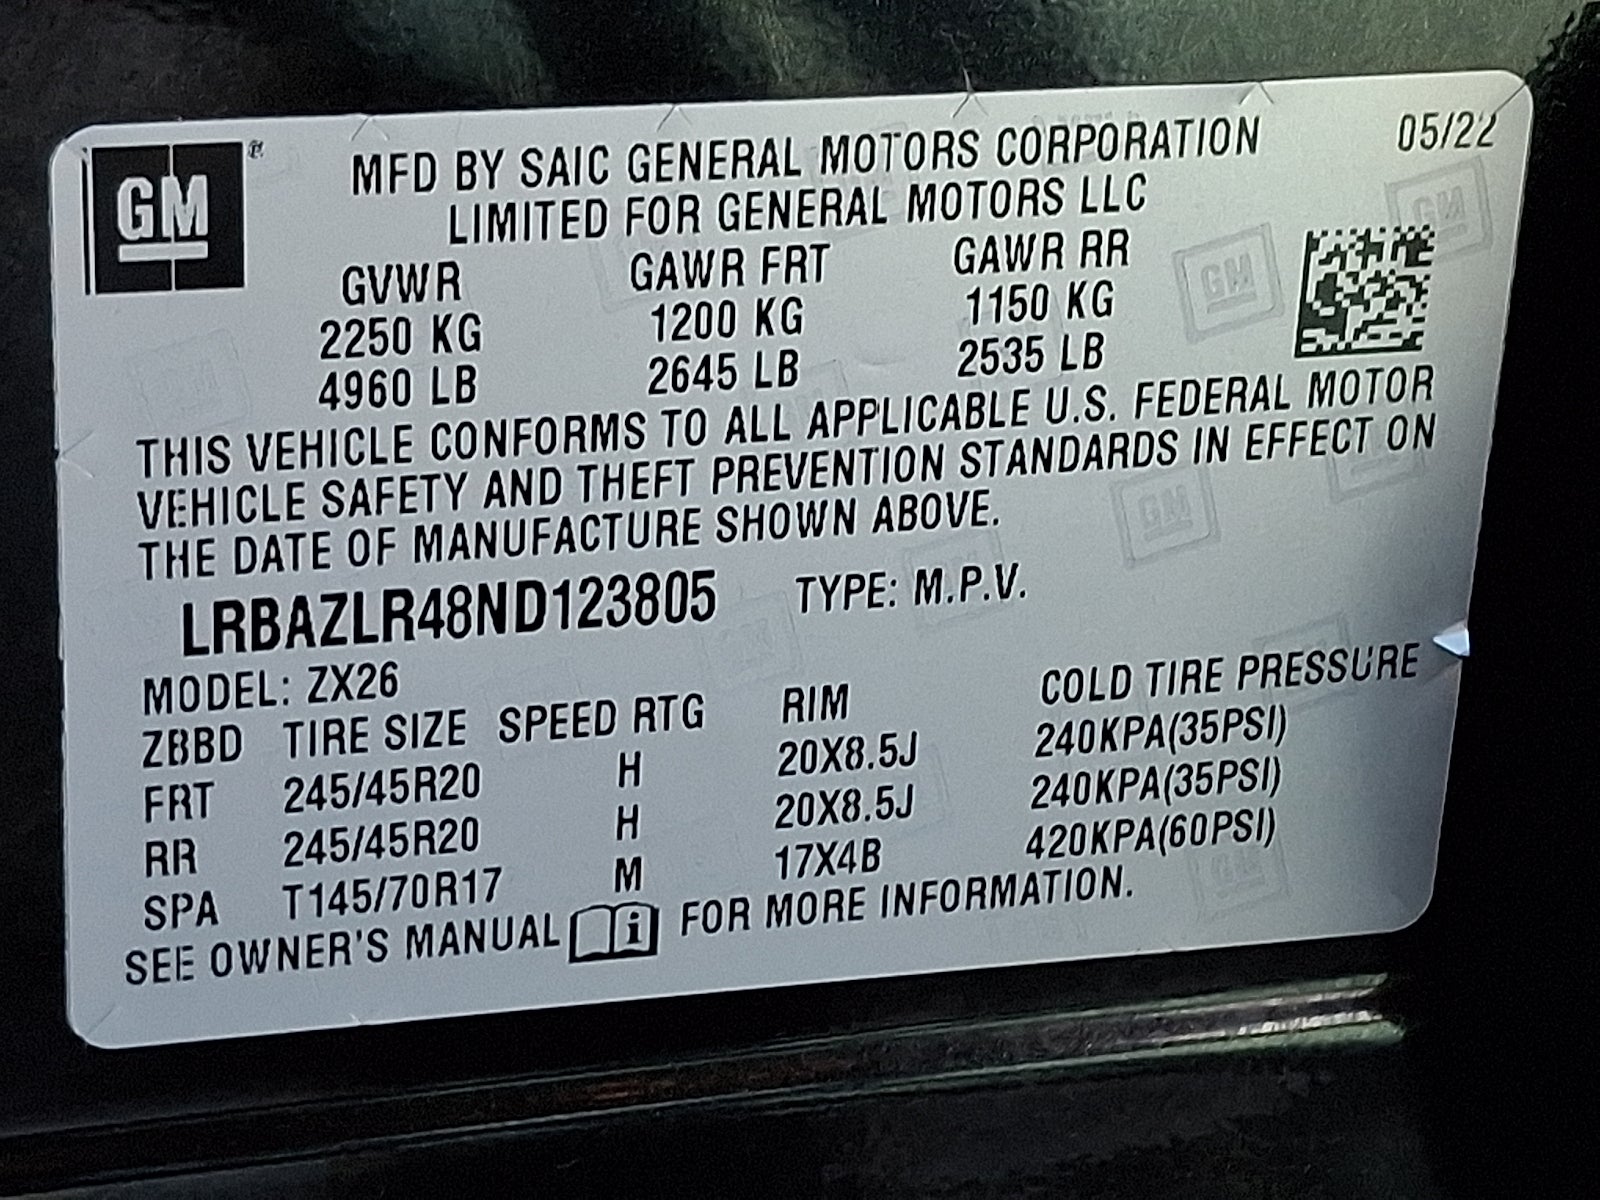 GM
MFD BY SAIC GENERAL MOTORS CORPORATION 05/22
LIMITED FOR GENERAL MOTORS LLC
GVWR GAWR FRT GAWR RR
2250 KG 1200 KG 1150 KG
4960 LB 2645 LB 2535 LB
THIS VEHICLE CONFORMS TO ALL APPLICABLE U.S. FEDERAL MOTOR
VEHICLE SAFETY AND THEFT PREVENTION STANDARDS IN EFFECT ON
THE DATE OF MANUFACTURE SHOWN ABOVE.
LRBAZLR48ND123805 TYPE: M.P.V.
MODEL: ZX26
ZBBD TIRE SIZE SPEED RTG RIM COLD TIRE PRESSURE
FRT 245/45R20 H 20X8.5J 240KPA(35PSI)
RR 245/45R20 H 20X8.5J 240KPA(35PSI)
SPA T145/70R17 M 17X4B 420KPA(60PSI)
SEE OWNER'S MANUAL i FOR MORE INFORMATION.